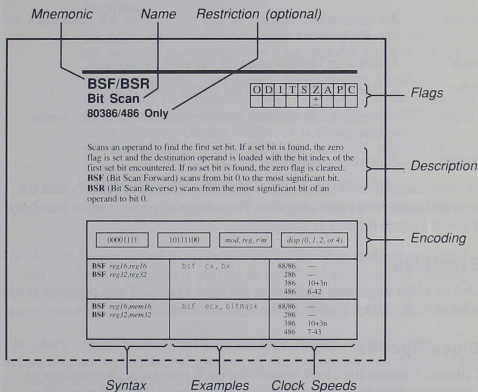 Mnemonic Name Restriction (optional)
BSF/BSR
Bit Scan
80386/486 Only
O D I T S Z A P C
±
Flags
Scans an operand to find the first set bit. If a set bit is found, the zero
flag is set and the destination operand is loaded with the bit index of the
first set bit encountered. If no set bit is found, the zero flag is cleared.
BSF (Bit Scan Forward) scans from bit 0 to the most significant bit.
BSR (Bit Scan Reverse) scans from the most significant bit of an
operand to bit 0.
Description
00001111 10111100 mod, reg, r/m disp (0, 1, 2, or 4)
Encoding
BSF reg16,reg16 bsf cx,bx 88/86 —
BSF reg32,reg32 286 —
386 10+3n
486 6-42
BSF reg16,mem16 bsf ecx,bitmask 88/86 —
BSF reg32,mem32 286 —
386 10+3n
486 7-43
Syntax Examples Clock Speeds